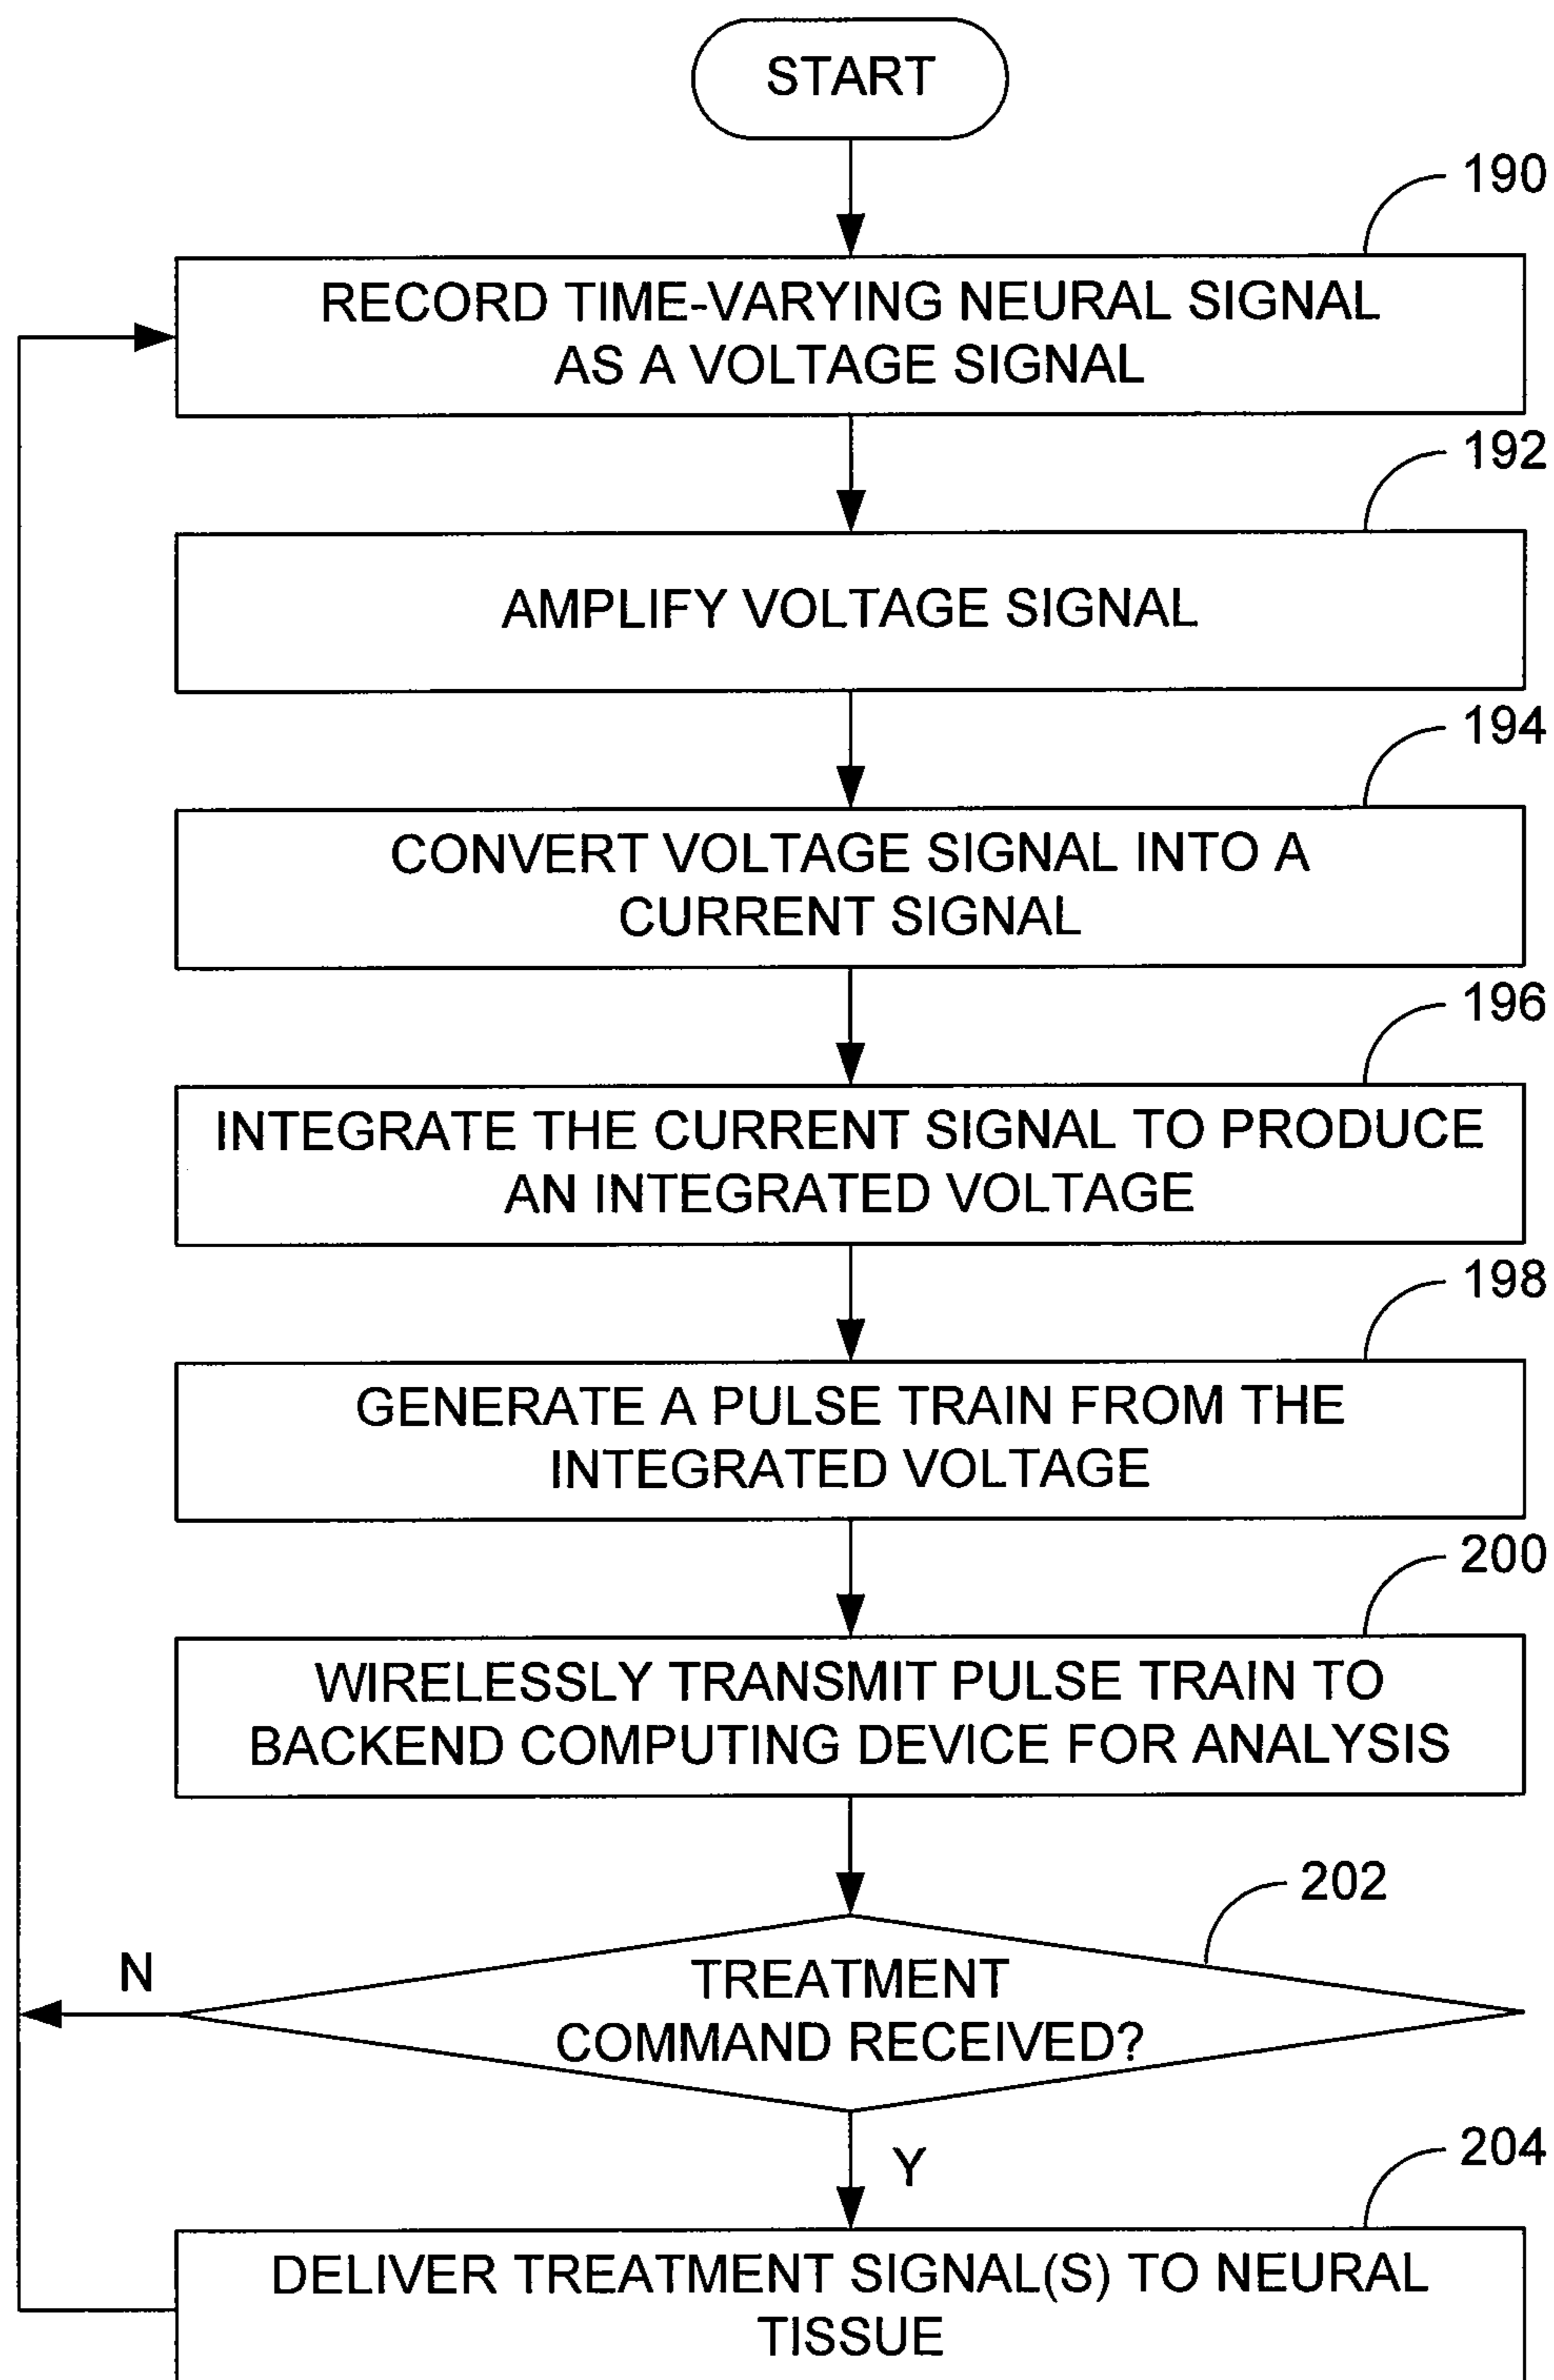 START
190
RECORD TIME-VARYING NEURAL SIGNAL
AS A VOLTAGE SIGNAL
192
AMPLIFY VOLTAGE SIGNAL
194
CONVERT VOLTAGE SIGNAL INTO A
CURRENT SIGNAL
196
INTEGRATE THE CURRENT SIGNAL TO PRODUCE
AN INTEGRATED VOLTAGE
198
GENERATE A PULSE TRAIN FROM THE
INTEGRATED VOLTAGE
200
WIRELESSLY TRANSMIT PULSE TRAIN TO
BACKEND COMPUTING DEVICE FOR ANALYSIS
202
N
TREATMENT
COMMAND RECEIVED?
Y
204
DELIVER TREATMENT SIGNAL(S) TO NEURAL
TISSUE